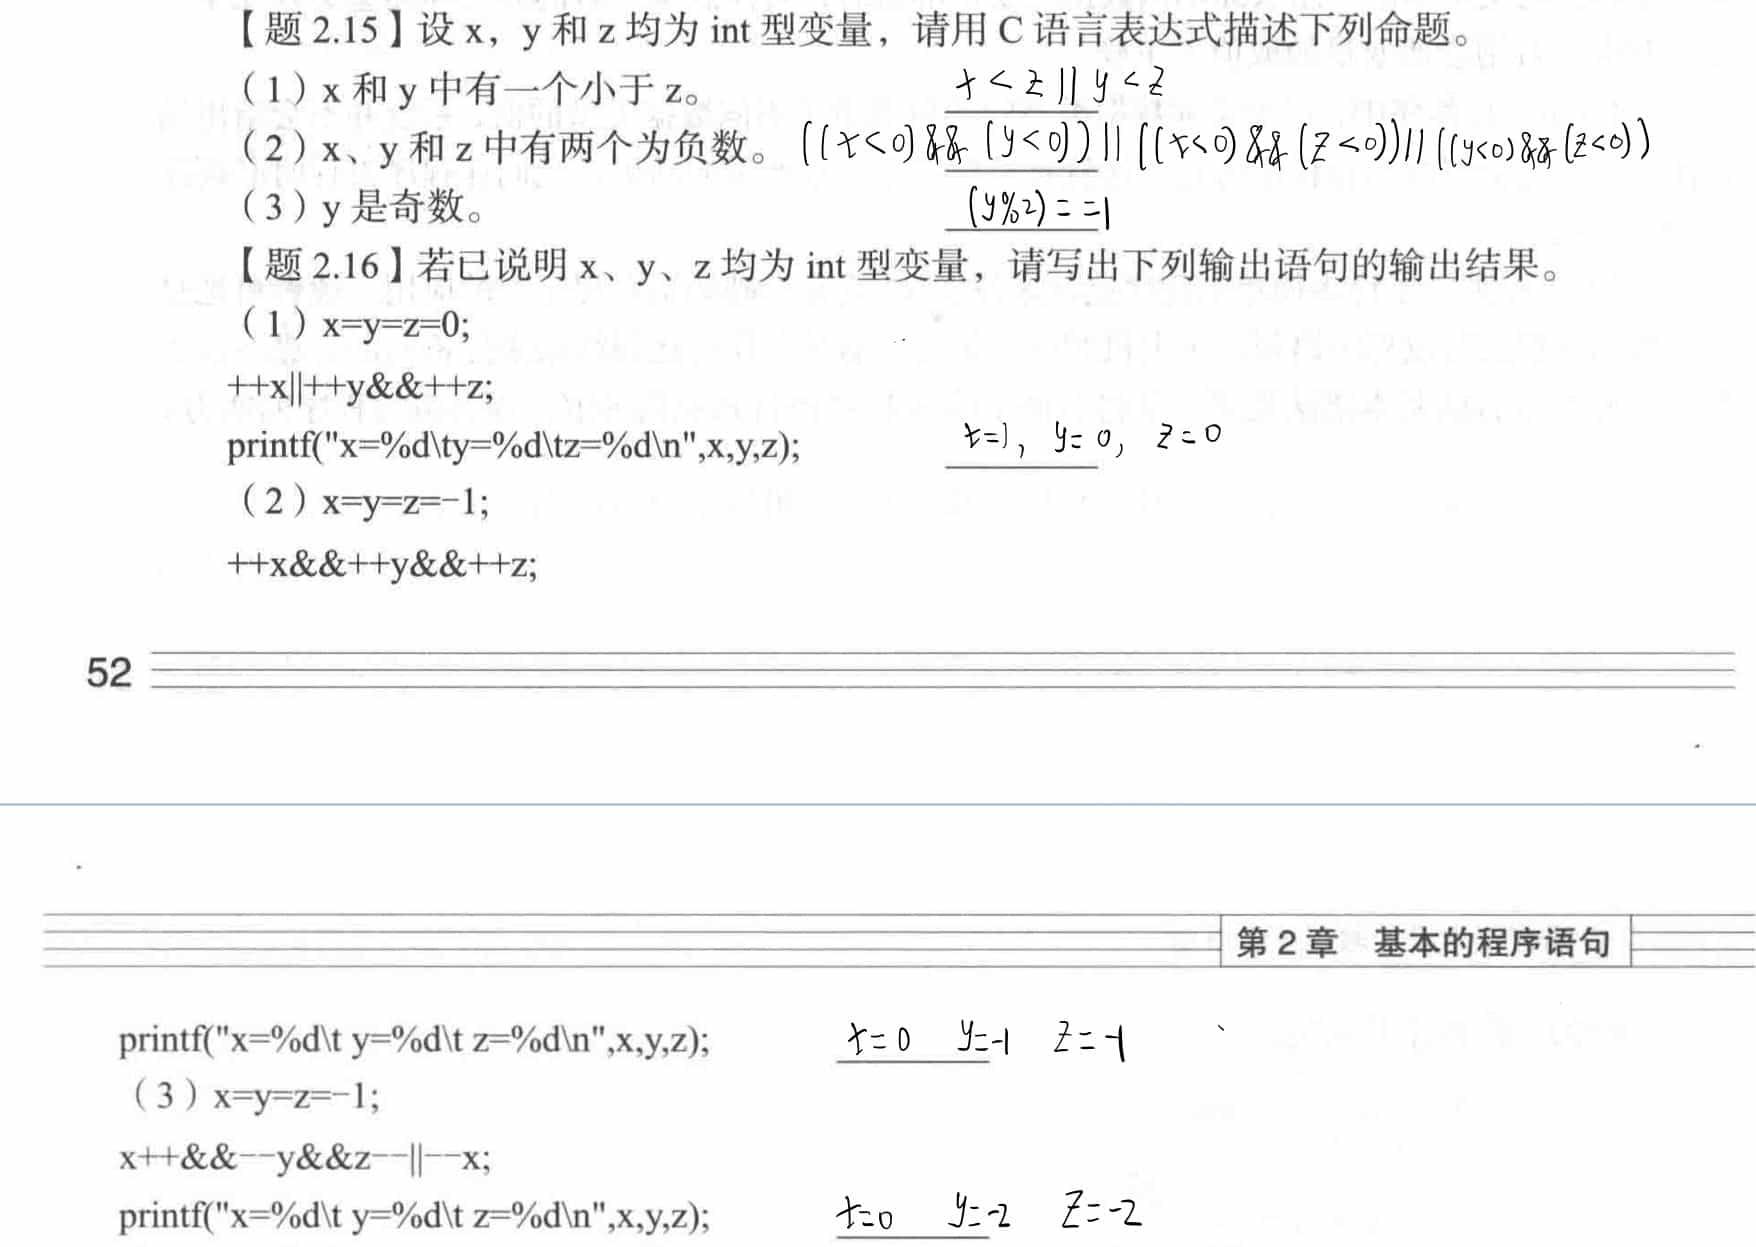 【题 2.15】设 x，y 和 z 均为 int 型变量，请用 C 语言表达式描述下列命题。
（1）x 和 y 中有一个小于 z。 x<z||y<z
（2）x、y 和 z 中有两个为负数。 ((x<0)&&(y<0))||((x<0)&&(z<0))||((y<0)&&(z<0))
（3）y 是奇数。 (y%2)==1
【题 2.16】若已说明 x、y、z 均为 int 型变量，请写出下列输出语句的输出结果。
（1）x=y=z=0;
++x||++y&&++z;
printf("x=%d\ty=%d\tz=%d\n",x,y,z); x=1, y=0, z=0
（2）x=y=z=-1;
++x&&++y&&++z;
52
第 2 章 基本的程序语句
printf("x=%d\t y=%d\t z=%d\n",x,y,z); x=0 y=-1 z=-1
（3）x=y=z=-1;
x++&&--y&&z--||--x;
printf("x=%d\t y=%d\t z=%d\n",x,y,z); x=0 y=-2 z=-2